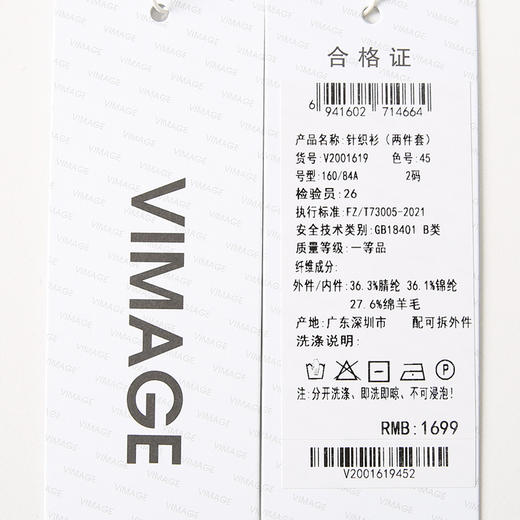 VIMAGE
合格证
6 941602 714664
产品名称:针织衫（两件套）
货号:V2001619 色号:45
号型:160/84A 2码
检验员:26
执行标准:FZ/T73005-2021
安全技术类别:GB18401 B类
质量等级:一等品
纤维成分:
外件/内件:36.3%腈纶 36.1%锦纶
27.6%绵羊毛
产地:广东深圳市 配可拆外件
洗涤说明:
P
注:分开洗涤、即洗即晾、不可浸泡!
RMB:1699
V2001619452